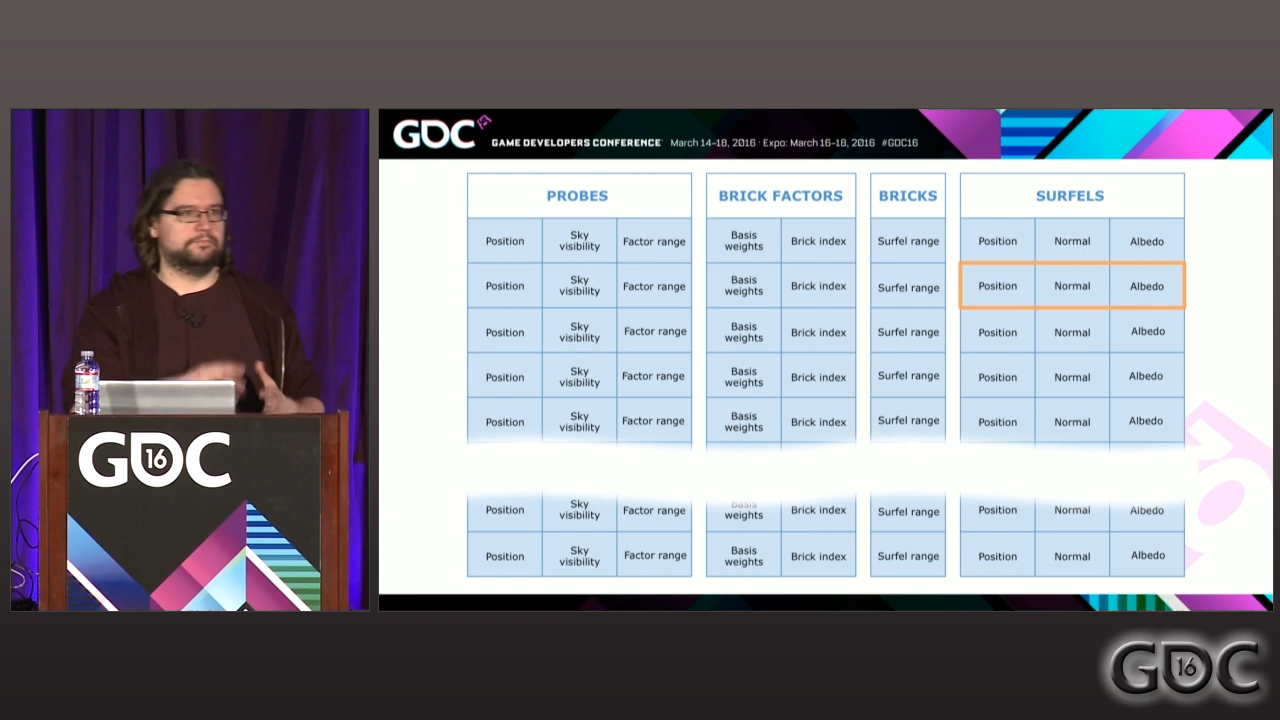 GDC
GAME DEVELOPERS CONFERENCE March 14-18, 2016 · Expo: March 16-18, 2016 #GDC16
PROBES BRICK FACTORS BRICKS SURFELS
Position Sky visibility Factor range Basis weights Brick index Surfel range Position Normal Albedo
Position Sky visibility Factor range Basis weights Brick index Surfel range Position Normal Albedo
Position Sky visibility Factor range Basis weights Brick index Surfel range Position Normal Albedo
Position Sky visibility Factor range Basis weights Brick index Surfel range Position Normal Albedo
Position Sky visibility Factor range Basis weights Brick index Surfel range Position Normal Albedo
Position Sky visibility Factor range Basis weights Brick index Surfel range Position Normal Albedo
Position Sky visibility Factor range Basis weights Brick index Surfel range Position Normal Albedo
GDC 16
GDC 16